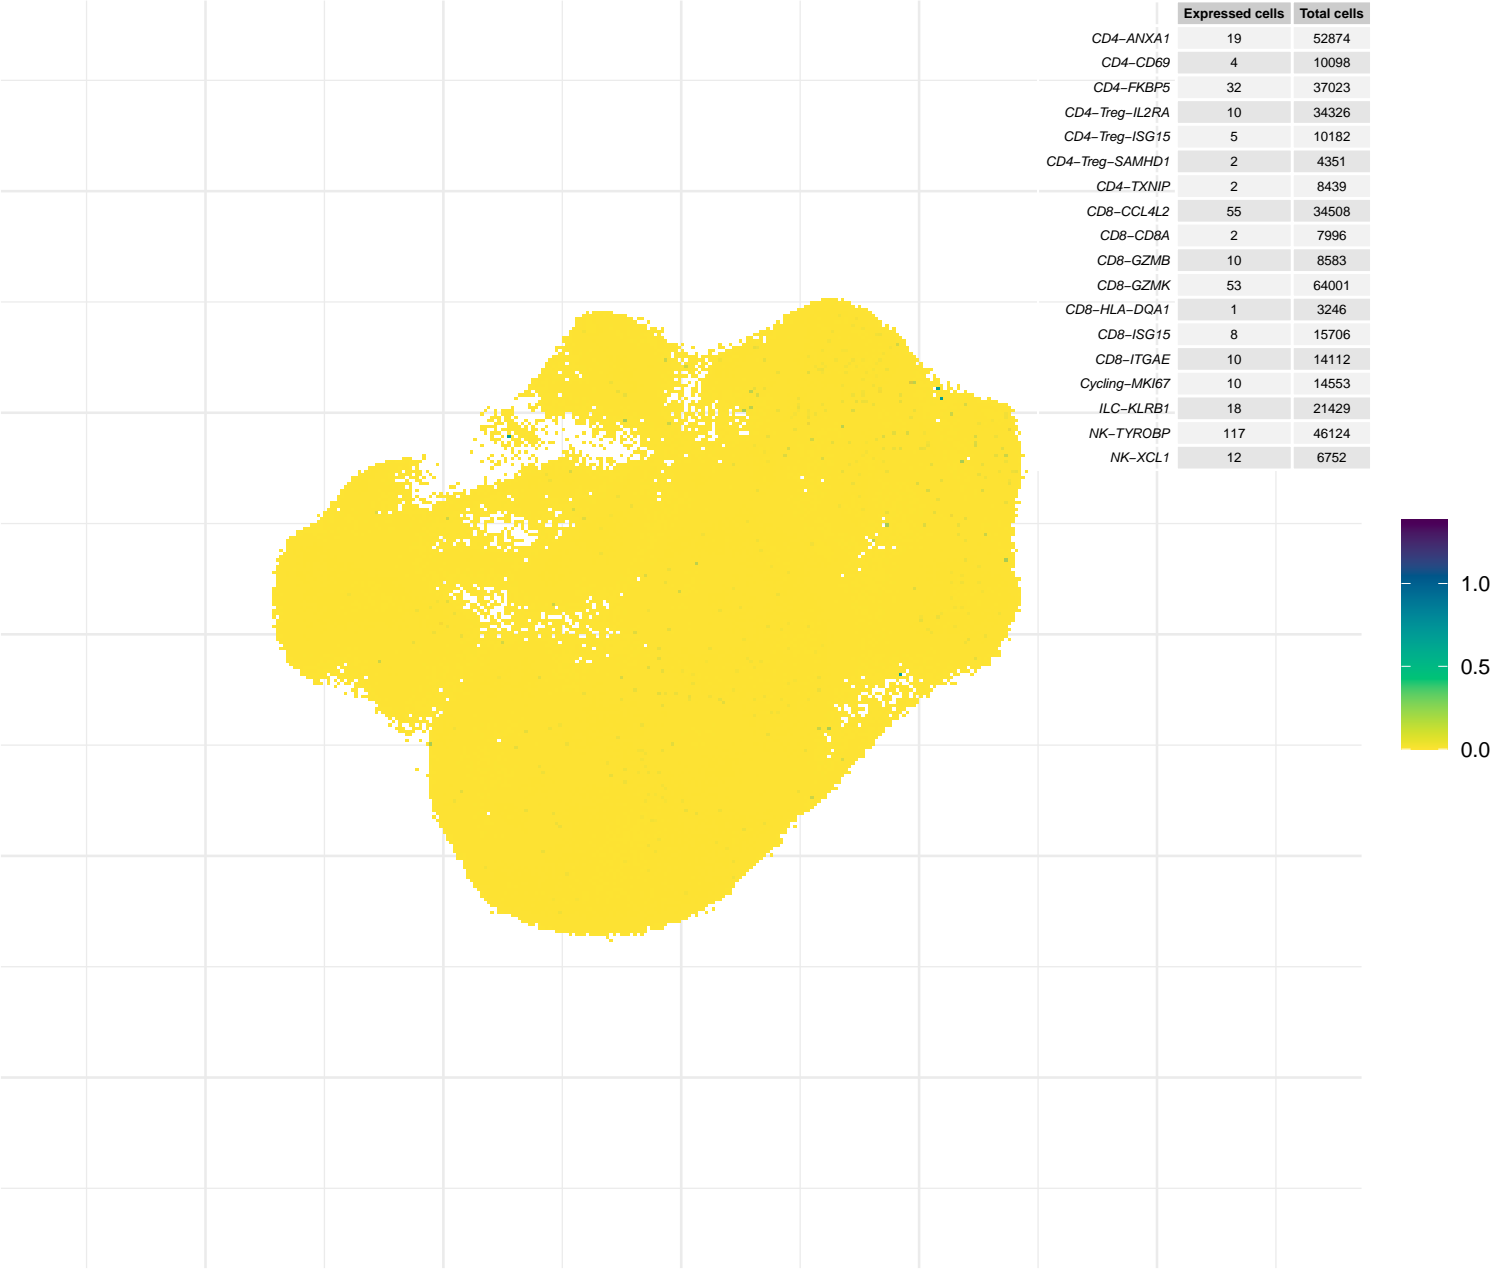 Expressed cells Total cells
CD4−ANXA1 19 52874
CD4−CD69 4 10098
CD4−FKBP5 32 37023
CD4−Treg−IL2RA 10 34326
CD4−Treg−ISG15 5 10182
CD4−Treg−SAMHD1 2 4351
CD4−TXNIP 2 8439
CD8−CCL4L2 55 34508
CD8−CD8A 2 7996
CD8−GZMB 10 8583
CD8−GZMK 53 64001
CD8−HLA−DQA1 1 3246
CD8−ISG15 8 15706
CD8−ITGAE 10 14112
Cycling−MKI67 10 14553
ILC−KLRB1 18 21429
NK−TYROBP 117 46124
NK−XCL1 12 6752
1.0
0.5
0.0